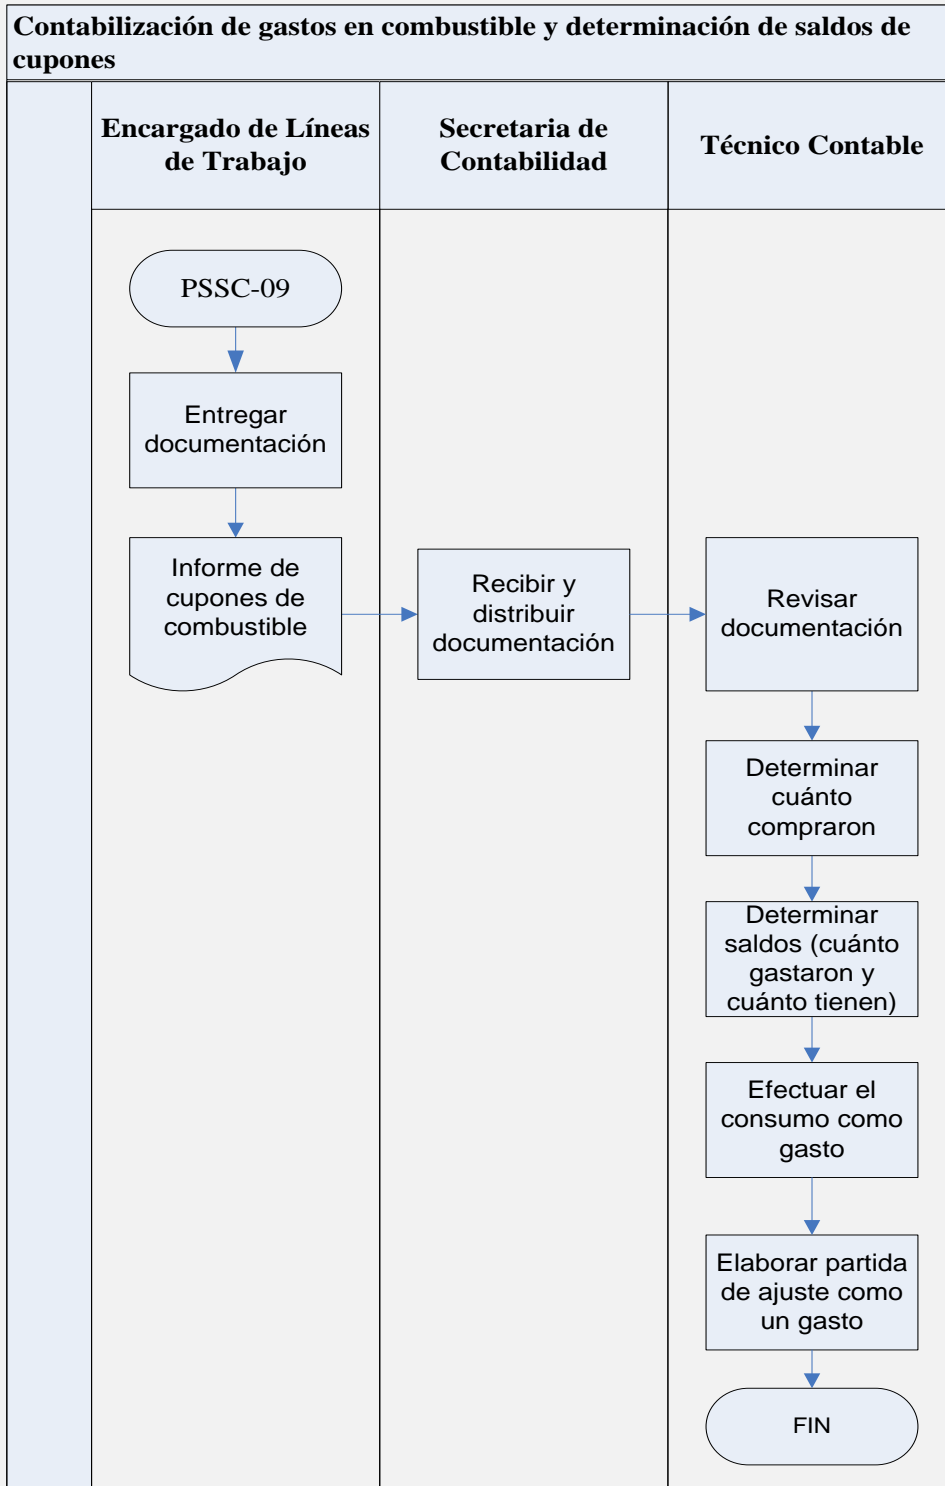 Contabilización de gastos en combustible y determinación de saldos de
cupones
Encargado de Líneas
de Trabajo
Secretaria de
Contabilidad
Técnico Contable
PSSC-09
Entregar
documentación
Informe de
cupones de
combustible
Recibir y
distribuir
documentación
Revisar
documentación
Determinar
cuánto
compraron
Determinar
saldos (cuánto
gastaron y
cuánto tienen)
Efectuar el
consumo como
gasto
Elaborar partida
de ajuste como
un gasto
FIN